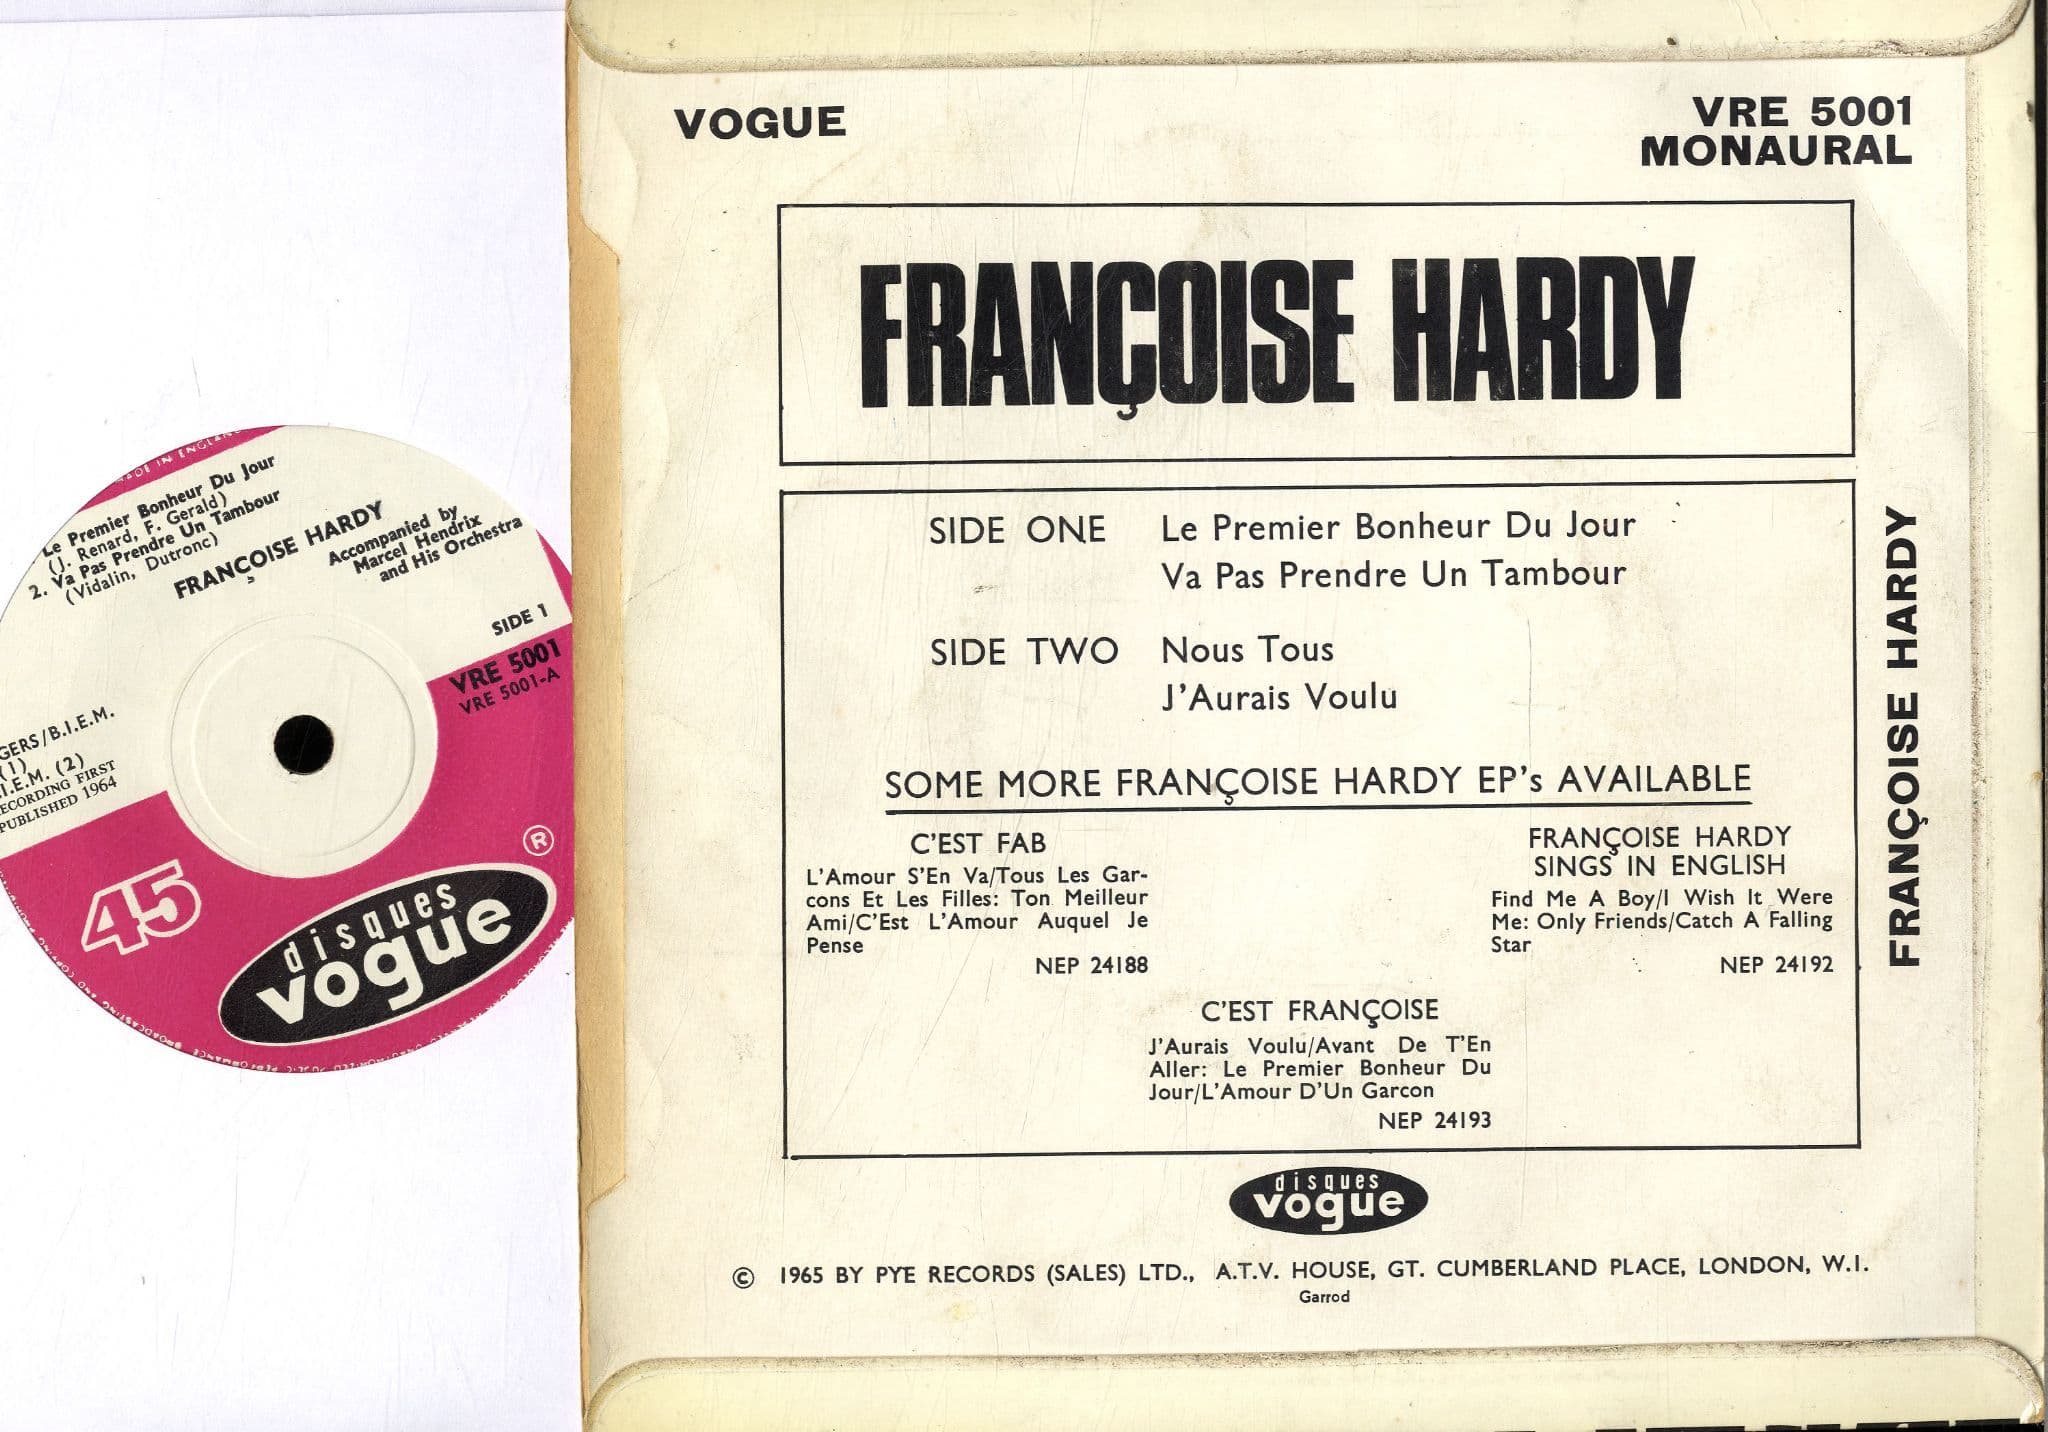 MADE IN ENGLAND
Le Premier Bonheur Du Jour
(J. Renard, F. Gerald)
2. Va Pas Prendre Un Tambour
(Vidalin, Dutronc)
FRANÇOISE HARDY
Accompanied by
Marcel Hendrix
and His Orchestra
SIDE 1
VRE 5001
VRE 5001-A
GERS/B.I.E.M.
(1)
I.E.M. (2)
RECORDING FIRST
PUBLISHED 1964
45
®
disques
vogue
VOGUE
VRE 5001
MONAURAL
FRANÇOISE HARDY
SIDE ONE Le Premier Bonheur Du Jour
Va Pas Prendre Un Tambour
SIDE TWO Nous Tous
J'Aurais Voulu
SOME MORE FRANÇOISE HARDY EP's AVAILABLE
C'EST FAB
L'Amour S'En Va/Tous Les Gar-
cons Et Les Filles: Ton Meilleur
Ami/C'Est L'Amour Auquel Je
Pense
NEP 24188
FRANÇOISE HARDY
SINGS IN ENGLISH
Find Me A Boy/I Wish It Were
Me: Only Friends/Catch A Falling
Star
NEP 24192
C'EST FRANÇOISE
J'Aurais Voulu/Avant De T'En
Aller: Le Premier Bonheur Du
Jour/L'Amour D'Un Garcon
NEP 24193
FRANÇOISE HARDY
disques
vogue
© 1965 BY PYE RECORDS (SALES) LTD., A.T.V. HOUSE, GT. CUMBERLAND PLACE, LONDON, W.I.
Garrod